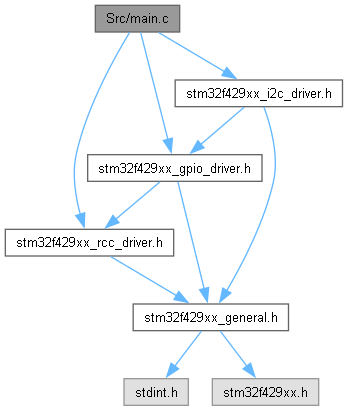 Src/main.c
stm32f429xx_i2c_driver.h
stm32f429xx_gpio_driver.h
stm32f429xx_rcc_driver.h
stm32f429xx_general.h
stdint.h
stm32f429xx.h